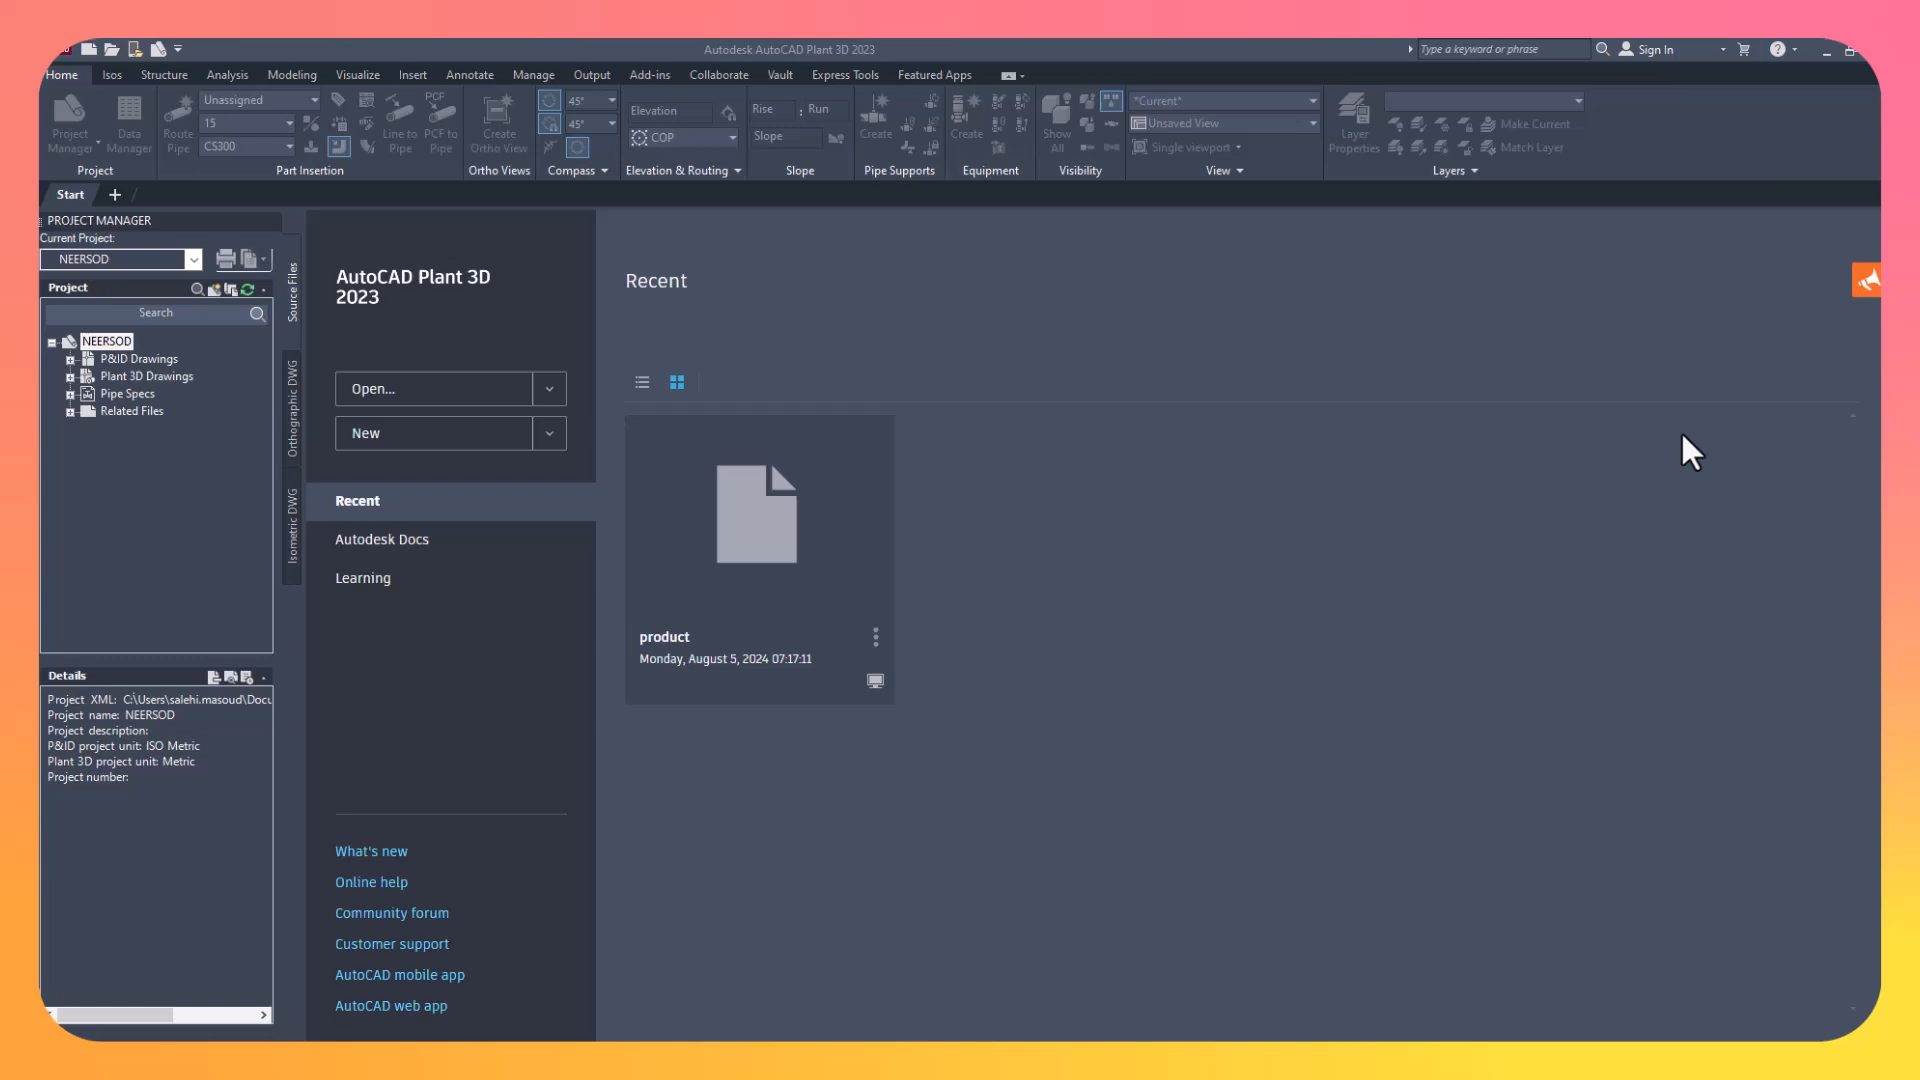 Autodesk AutoCAD Plant 3D 2023
Type a keyword or phrase
Sign In
Home Isos Structure Analysis Modeling Visualize Insert Annotate Manage Output Add-ins Collaborate Vault Express Tools Featured Apps
Project Manager
Data Manager
Project
Route Pipe
Unassigned
15
CS300
Line to Pipe
PCF
PCF to Pipe
Part Insertion
Create Ortho View
Ortho Views
45°
45°
Compass
Elevation
COP
Elevation & Routing
Rise : Run
Slope
Slope
Create
Pipe Supports
Create
Equipment
Show All
Visibility
*Current*
Unsaved View
Single viewport
View
Layer Properties
Make Current
Match Layer
Layers
Start
PROJECT MANAGER
Current Project:
NEERSOD
Project
Search
NEERSOD
P&ID Drawings
Plant 3D Drawings
Pipe Specs
Related Files
Source Files
Orthographic DWG
Isometric DWG
Details
Project XML: C:\Users\salehi.masoud\Docu
Project name: NEERSOD
Project description:
P&ID project unit: ISO Metric
Plant 3D project unit: Metric
Project number:
AutoCAD Plant 3D
2023
Open...
New
Recent
Autodesk Docs
Learning
What's new
Online help
Community forum
Customer support
AutoCAD mobile app
AutoCAD web app
Recent
product
Monday, August 5, 2024 07:17:11